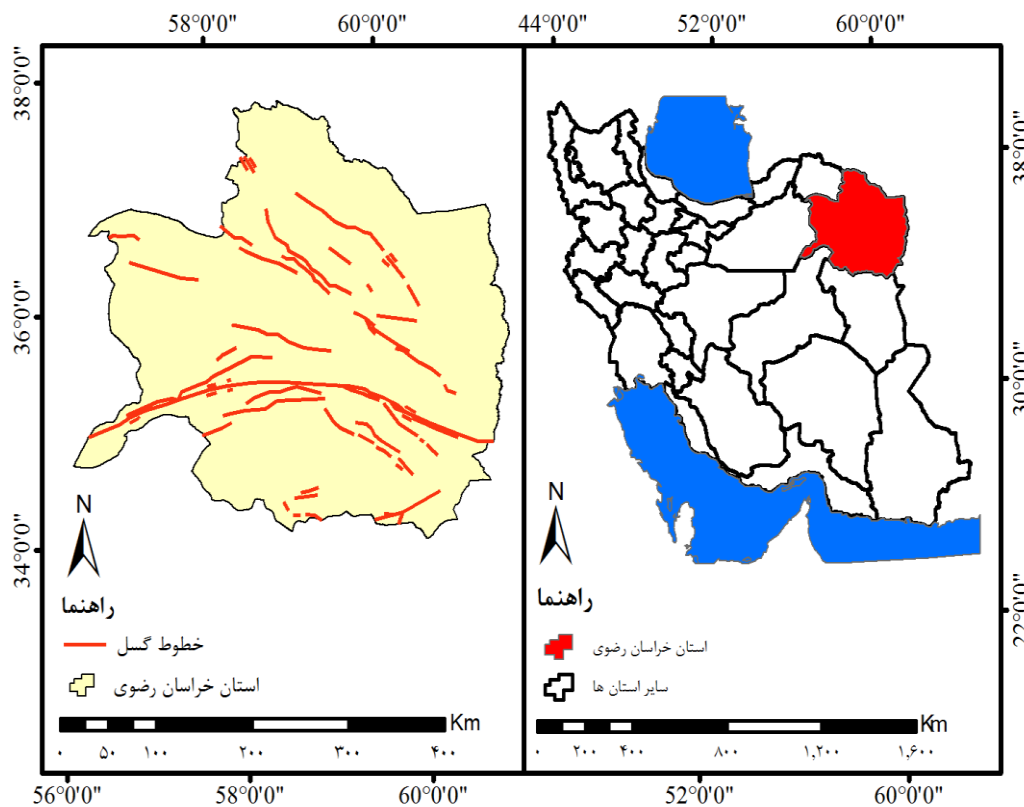 58°0'0" 60°0'0" 44°0'0" 52°0'0" 60°0'0"
38°0'0"
36°0'0"
34°0'0"
N
راهنما
خطوط گسل
استان خراسان رضوی
Km
۰ ۵۰ ۱۰۰ ۲۰۰ ۳۰۰ ۴۰۰
56°0'0" 58°0'0" 60°0'0"
38°0'0"
30°0'0"
22°0'0"
N
راهنما
استان خراسان رضوی
سایر استان ها
Km
۰ ۲۰۰ ۴۰۰ ۸۰۰ ۱,۲۰۰ ۱,۶۰۰
52°0'0" 60°0'0"